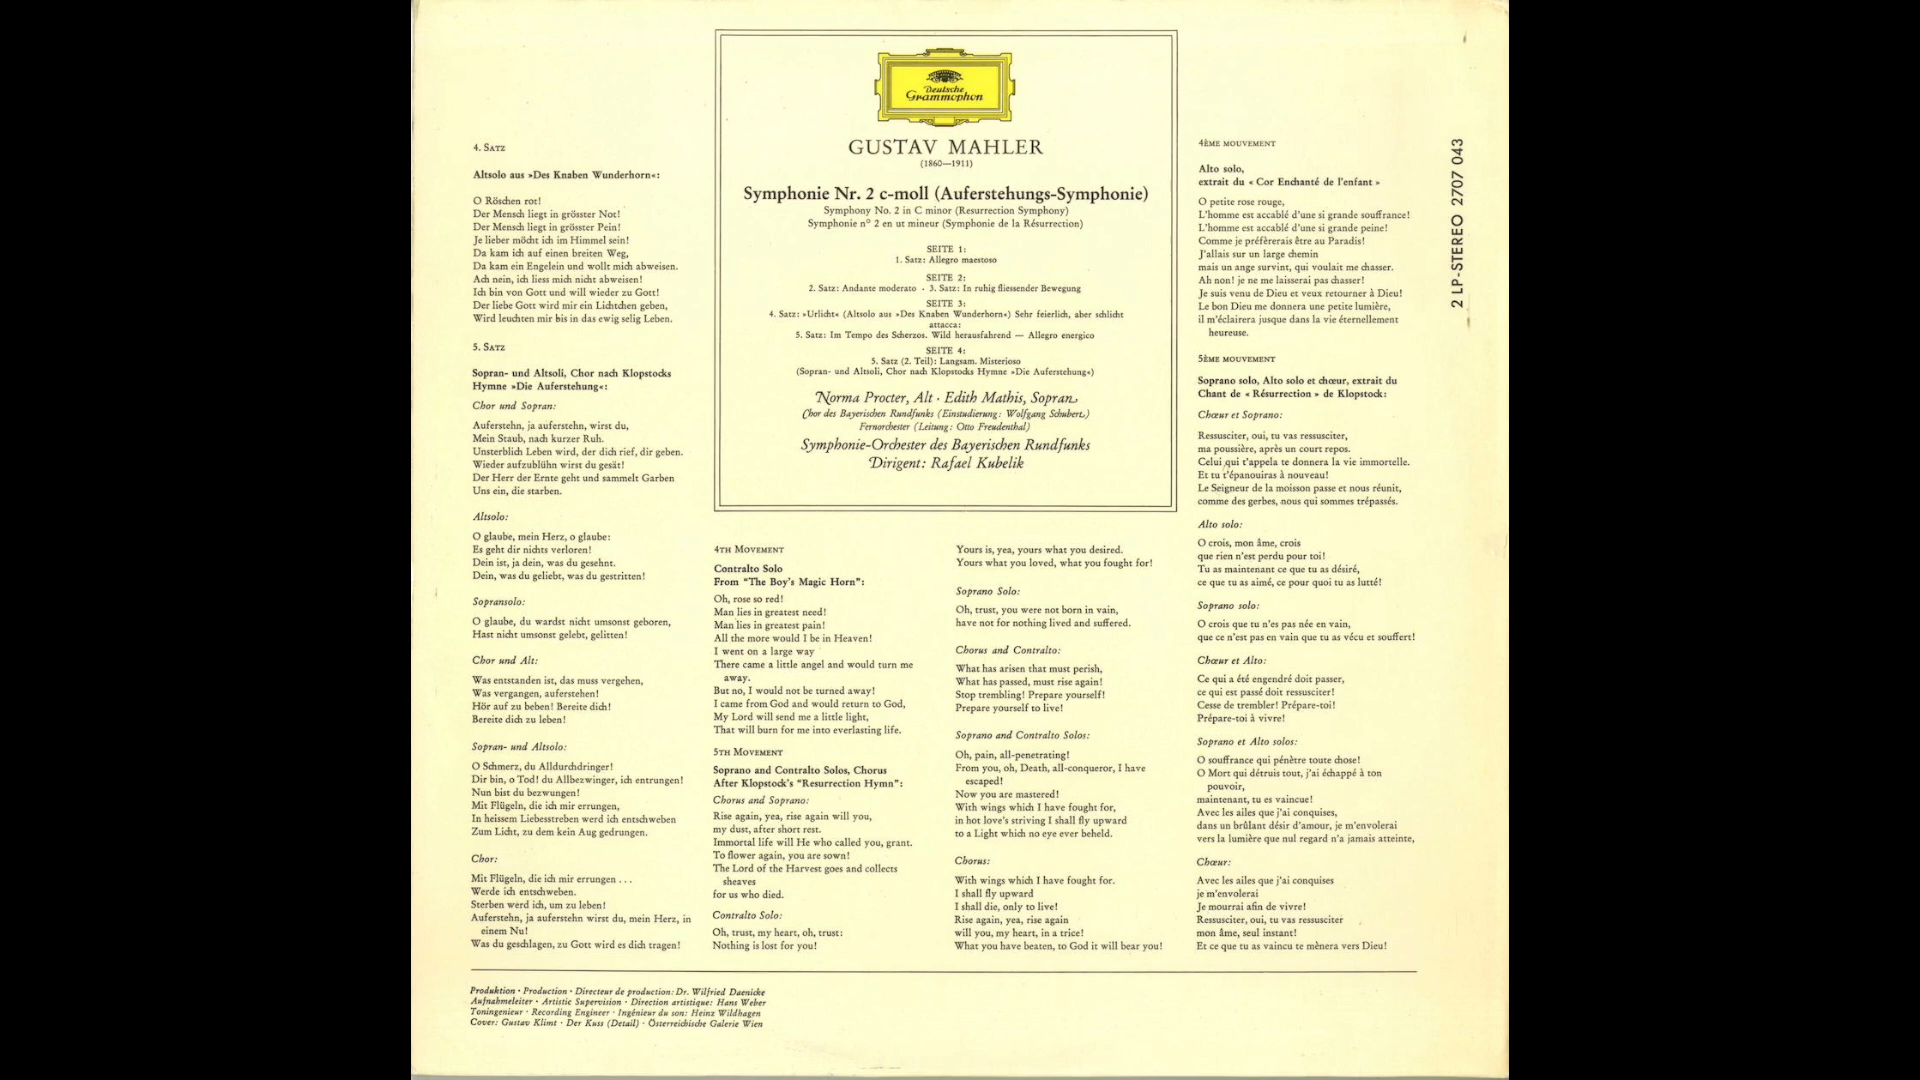 4. SATZ
Altsolo aus »Des Knaben Wunderhorn«:
O Röschen rot!
Der Mensch liegt in grösster Not!
Der Mensch liegt in grösster Pein!
Je lieber möcht ich im Himmel sein!
Da kam ich auf einen breiten Weg,
Da kam ein Engelein und wollt mich abweisen.
Ach nein, ich liess mich nicht abweisen!
Ich bin von Gott und will wieder zu Gott!
Der liebe Gott wird mir ein Lichtchen geben,
Wird leuchten mir bis in das ewig selig Leben.
5. SATZ
Sopran- und Altsoli, Chor nach Klopstocks
Hymne »Die Auferstehung«:
Chor und Sopran:
Auferstehn, ja auferstehn, wirst du,
Mein Staub, nach kurzer Ruh.
Unsterblich Leben wird, der dich rief, dir geben.
Wieder aufzublühn wirst du gesät!
Der Herr der Ernte geht und sammelt Garben
Uns ein, die starben.
Altsolo:
O glaube, mein Herz, o glaube:
Es geht dir nichts verloren!
Dein ist, ja dein, was du gesehnt.
Dein, was du geliebt, was du gestritten!
Sopransolo:
O glaube, du wardst nicht umsonst geboren,
Hast nicht umsonst gelebt, gelitten!
Chor und Alt:
Was entstanden ist, das muss vergehen,
Was vergangen, auferstehen!
Hör auf zu beben! Bereite dich!
Bereite dich zu leben!
Sopran- und Altsolo:
O Schmerz, du Alldurchdringer!
Dir bin, o Tod! du Allbezwinger, ich entrungen!
Nun bist du bezwungen!
Mit Flügeln, die ich mir errungen,
In heissem Liebesstreben werd ich entschweben
Zum Licht, zu dem kein Aug gedrungen.
Chor:
Mit Flügeln, die ich mir errungen . . .
Werde ich entschweben.
Sterben werd ich, um zu leben!
Auferstehn, ja auferstehn wirst du, mein Herz, in
einem Nu!
Was du geschlagen, zu Gott wird es dich tragen!
Deutsche
Grammophon
GUSTAV MAHLER
(1860—1911)
Symphonie Nr. 2 c-moll (Auferstehungs-Symphonie)
Symphony No. 2 in C minor (Resurrection Symphony)
Symphonie n° 2 en ut mineur (Symphonie de la Résurrection)
SEITE 1:
1. Satz: Allegro maestoso
SEITE 2:
2. Satz: Andante moderato · 3. Satz: In ruhig fliessender Bewegung
SEITE 3:
4. Satz: »Urlicht« (Altsolo aus »Des Knaben Wunderhorn«) Sehr feierlich, aber schlicht
attacca:
5. Satz: Im Tempo des Scherzos. Wild herausfahrend — Allegro energico
SEITE 4:
5. Satz (2. Teil): Langsam. Misterioso
(Sopran- und Altsoli, Chor nach Klopstocks Hymne »Die Auferstehung«)
Norma Procter, Alt · Edith Mathis, Sopran
Chor des Bayerischen Rundfunks (Einstudierung: Wolfgang Schubert)
Fernorchester (Leitung: Otto Freudenthal)
Symphonie-Orchester des Bayerischen Rundfunks
Dirigent: Rafael Kubelik
4TH MOVEMENT
Contralto Solo
From “The Boy's Magic Horn”:
Oh, rose so red!
Man lies in greatest need!
Man lies in greatest pain!
All the more would I be in Heaven!
I went on a large way
There came a little angel and would turn me
away.
But no, I would not be turned away!
I came from God and would return to God,
My Lord will send me a little light,
That will burn for me into everlasting life.
5TH MOVEMENT
Soprano and Contralto Solos, Chorus
After Klopstock's “Resurrection Hymn”:
Chorus and Soprano:
Rise again, yea, rise again will you,
my dust, after short rest.
Immortal life will He who called you, grant.
To flower again, you are sown!
The Lord of the Harvest goes and collects
sheaves
for us who died.
Contralto Solo:
Oh, trust, my heart, oh, trust:
Nothing is lost for you!
Yours is, yea, yours what you desired.
Yours what you loved, what you fought for!
Soprano Solo:
Oh, trust, you were not born in vain,
have not for nothing lived and suffered.
Chorus and Contralto:
What has arisen that must perish,
What has passed, must rise again!
Stop trembling! Prepare yourself!
Prepare yourself to live!
Soprano and Contralto Solos:
Oh, pain, all-penetrating!
From you, oh, Death, all-conqueror, I have
escaped!
Now you are mastered!
With wings which I have fought for,
in hot love's striving I shall fly upward
to a Light which no eye ever beheld.
Chorus:
With wings which I have fought for.
I shall fly upward
I shall die, only to live!
Rise again, yea, rise again
will you, my heart, in a trice!
What you have beaten, to God it will bear you!
4ÈME MOUVEMENT
Alto solo,
extrait du « Cor Enchanté de l'enfant »
O petite rose rouge,
L'homme est accablé d'une si grande souffrance!
L'homme est accablé d'une si grande peine!
Comme je préfèrerais être au Paradis!
J'allais sur un large chemin
mais un ange survint, qui voulait me chasser.
Ah non! je ne me laisserai pas chasser!
Je suis venu de Dieu et veux retourner à Dieu!
Le bon Dieu me donnera une petite lumière,
il m'éclairera jusque dans la vie éternellement
heureuse.
5ÈME MOUVEMENT
Soprano solo, Alto solo et chœur, extrait du
Chant de « Résurrection » de Klopstock:
Chœur et Soprano:
Ressusciter, oui, tu vas ressusciter,
ma poussière, après un court repos.
Celui qui t'appela te donnera la vie immortelle.
Et tu t'épanouiras à nouveau!
Le Seigneur de la moisson passe et nous réunit,
comme des gerbes, nous qui sommes trépassés.
Alto solo:
O crois, mon âme, crois
que rien n'est perdu pour toi!
Tu as maintenant ce que tu as désiré,
ce que tu as aimé, ce pour quoi tu as lutté!
Soprano solo:
O crois que tu n'es pas née en vain,
que ce n'est pas en vain que tu as vécu et souffert!
Chœur et Alto:
Ce qui a été engendré doit passer,
ce qui est passé doit ressusciter!
Cesse de trembler! Prépare-toi!
Prépare-toi à vivre!
Soprano et Alto solos:
O souffrance qui pénètre toute chose!
O Mort qui détruis tout, j'ai échappé à ton
pouvoir,
maintenant, tu es vaincue!
Avec les ailes que j'ai conquises,
dans un brûlant désir d'amour, je m'envolerai
vers la lumière que nul regard n'a jamais atteinte,
Chœur:
Avec les ailes que j'ai conquises
je m'envolerai
Je mourrai afin de vivre!
Ressusciter, oui, tu vas ressusciter
mon âme, seul instant!
Et ce que tu as vaincu te mènera vers Dieu!
2 LP-STEREO 2707 043
Produktion · Production · Directeur de production: Dr. Wilfried Daenicke
Aufnahmeleiter · Artistic Supervision · Direction artistique: Hans Weber
Toningenieur · Recording Engineer · Ingénieur du son: Heinz Wildhagen
Cover: Gustav Klimt · Der Kuss (Detail) · Österreichische Galerie Wien